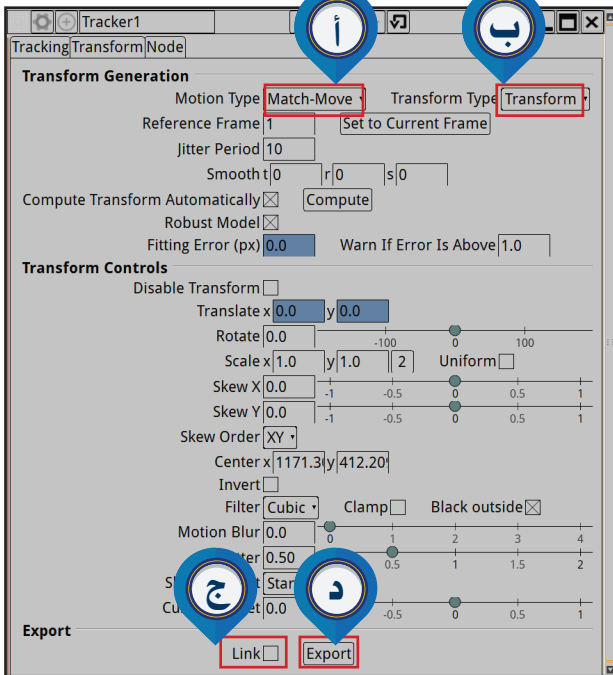 Tracker1
أ
ب
Tracking Transform Node
Transform Generation
Motion Type Match-Move Transform Type Transform
Reference Frame 1 Set to Current Frame
Jitter Period 10
Smooth t 0 r 0 s 0
Compute Transform Automatically Compute
Robust Model
Fitting Error (px) 0.0 Warn If Error Is Above 1.0
Transform Controls
Disable Transform
Translate x 0.0 y 0.0
Rotate 0.0 -100 0 100
Scale x 1.0 y 1.0 2 Uniform
Skew X 0.0 -1 -0.5 0 0.5 1
Skew Y 0.0 -1 -0.5 0 0.5 1
Skew Order XY
Center x 1171.3 y 412.20
Invert
Filter Cubic Clamp Black outside
Motion Blur 0.0 0 1 2 3 4
0.50 0.5 1 1.5 2
ج
د
0.0 -0.5 0 0.5 1
Export
Link Export